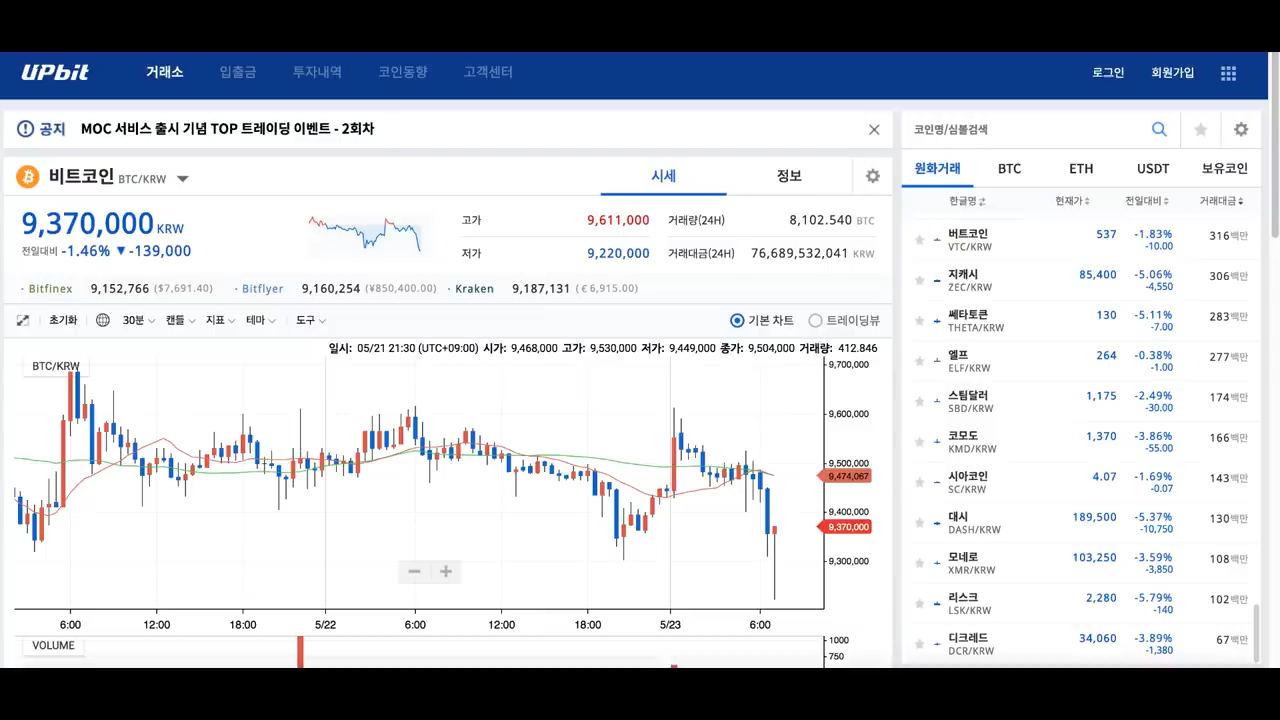 UPbit 거래소 입출금 투자내역 코인동향 고객센터 로그인 회원가입
공지 MOC 서비스 출시 기념 TOP 트레이딩 이벤트 - 2회차
비트코인 BTC/KRW 시세 정보
9,370,000 KRW
전일대비 -1.46% ▼-139,000
고가 9,611,000 거래량(24H) 8,102.540 BTC
저가 9,220,000 거래대금(24H) 76,689,532,041 KRW
· Bitfinex 9,152,766 ($7,691.40) · Bitflyer 9,160,254 (¥850,400.00) · Kraken 9,187,131 (€6,915.00)
초기화 30분 캔들 지표 테마 도구 기본 차트 트레이딩뷰
일시: 05/21 21:30 (UTC+09:00) 시가: 9,468,000 고가: 9,530,000 저가: 9,449,000 종가: 9,504,000 거래량: 412.846
BTC/KRW
9,700,000
9,600,000
9,500,000
9,474,067
9,400,000
9,370,000
9,300,000
6:00 12:00 18:00 5/22 6:00 12:00 18:00 5/23 6:00
VOLUME
1000
750
코인명/심볼검색
원화거래 BTC ETH USDT 보유코인
한글명 현재가 전일대비 거래대금
버트코인 537 -1.83% 316백만
VTC/KRW -10.00
지캐시 85,400 -5.06% 306백만
ZEC/KRW -4,550
쎄타토큰 130 -5.11% 283백만
THETA/KRW -7.00
엘프 264 -0.38% 277백만
ELF/KRW -1.00
스팀달러 1,175 -2.49% 174백만
SBD/KRW -30.00
코모도 1,370 -3.86% 166백만
KMD/KRW -55.00
시아코인 4.07 -1.69% 143백만
SC/KRW -0.07
대시 189,500 -5.37% 130백만
DASH/KRW -10,750
모네로 103,250 -3.59% 108백만
XMR/KRW -3,850
리스크 2,280 -5.79% 102백만
LSK/KRW -140
디크레드 34,060 -3.89% 67백만
DCR/KRW -1,380